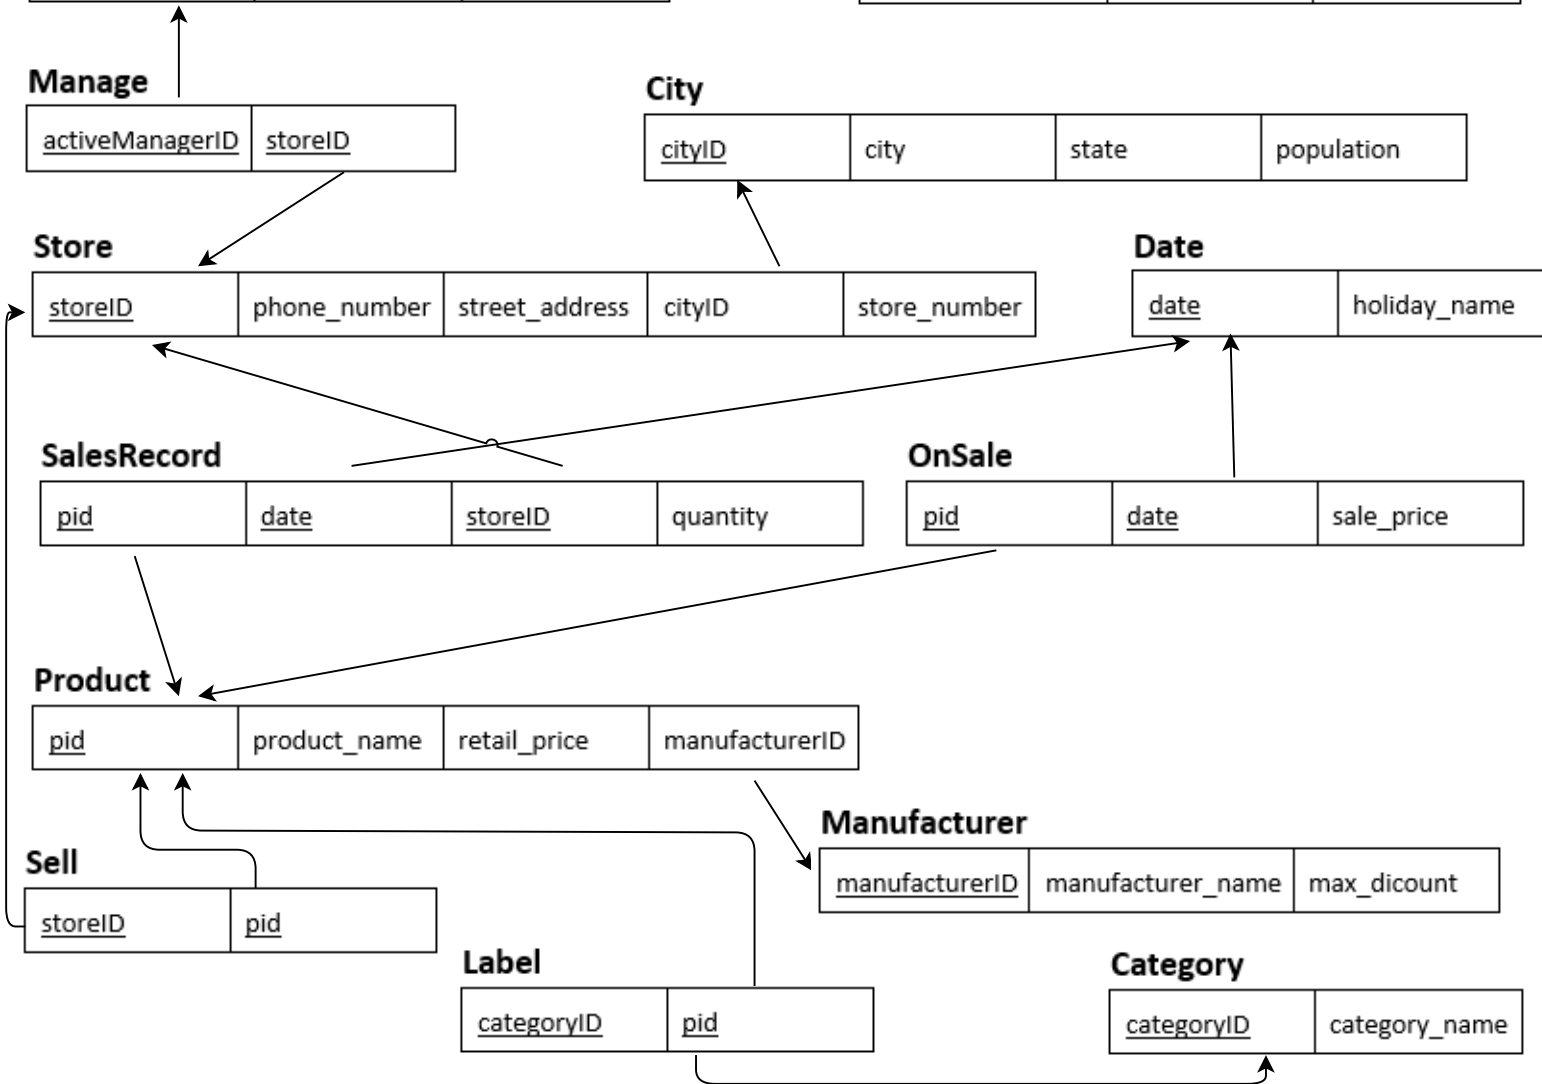 Manage
activeManagerID storeID
City
cityID city state population
Store
storeID phone_number street_address cityID store_number
Date
date holiday_name
SalesRecord
pid date storeID quantity
OnSale
pid date sale_price
Product
pid product_name retail_price manufacturerID
Manufacturer
manufacturerID manufacturer_name max_dicount
Sell
storeID pid
Label
categoryID pid
Category
categoryID category_name